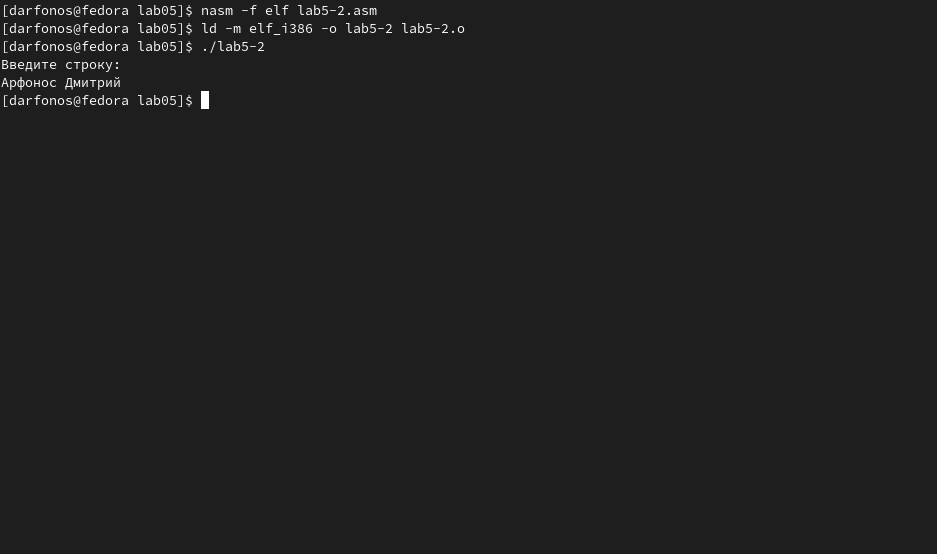 [darfonos@fedora lab05]$ nasm -f elf lab5-2.asm
[darfonos@fedora lab05]$ ld -m elf_i386 -o lab5-2 lab5-2.o
[darfonos@fedora lab05]$ ./lab5-2
Введите строку:
Арфонос Дмитрий
[darfonos@fedora lab05]$